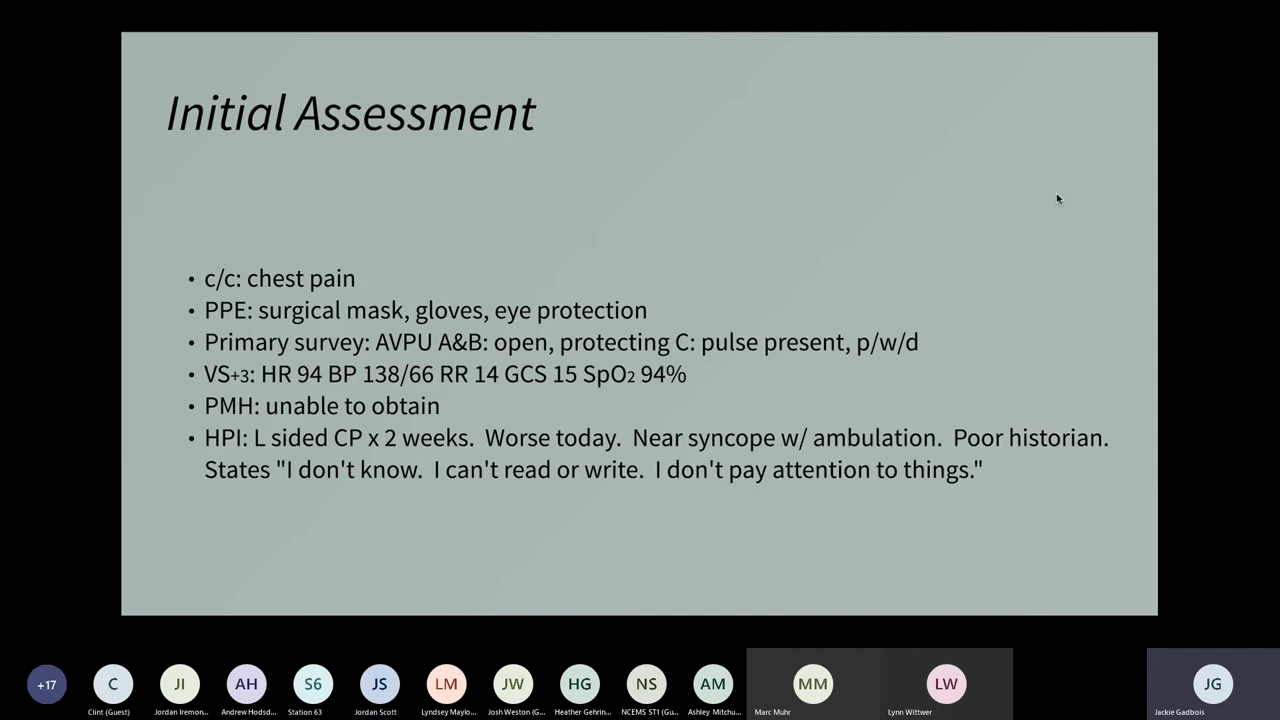 Initial Assessment
• c/c: chest pain
• PPE: surgical mask, gloves, eye protection
• Primary survey: AVPU A&B: open, protecting C: pulse present, p/w/d
• VS+3: HR 94 BP 138/66 RR 14 GCS 15 SpO2 94%
• PMH: unable to obtain
• HPI: L sided CP x 2 weeks.  Worse today.  Near syncope w/ ambulation.  Poor historian.
States "I don't know.  I can't read or write.  I don't pay attention to things."
+17 C JI AH S6 JS LM JW HG NS AM MM LW JG
Clint (Guest) Jordan Iremon... Andrew Hodsd... Station 63 Jordan Scott Lyndsey Maylo... Josh Weston (G... Heather Gehrin... NCEMS ST1 (Gu... Ashley Mitchu... Marc Muhr Lynn Wittwer Jackie Gadbois